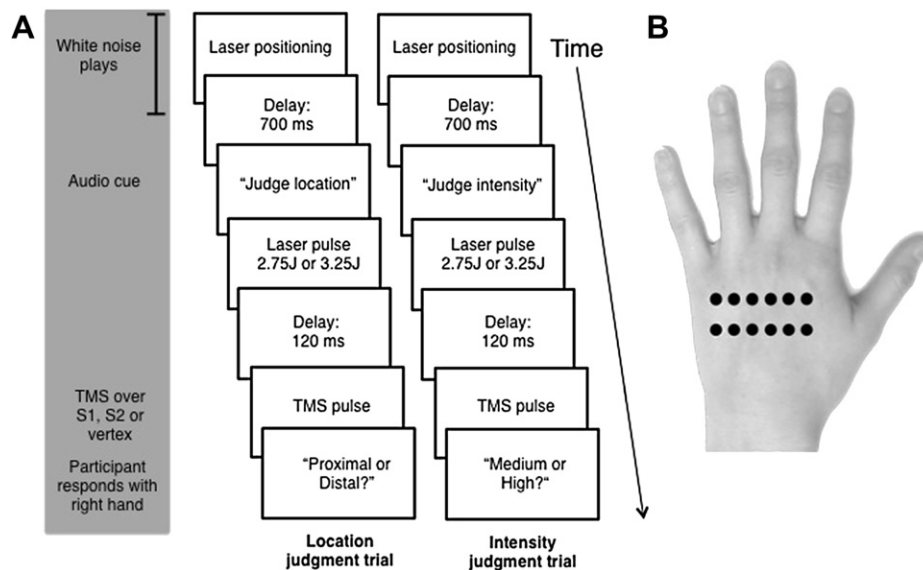 A
White noise
plays
Audio cue
TMS over
S1, S2 or
vertex
Participant
responds with
right hand
Laser positioning
Delay:
700 ms
“Judge location”
Laser pulse
2.75J or 3.25J
Delay:
120 ms
TMS pulse
“Proximal or
Distal?”
Location
judgment trial
Laser positioning
Delay:
700 ms
“Judge intensity”
Laser pulse
2.75J or 3.25J
Delay:
120 ms
TMS pulse
“Medium or
High?“
Intensity
judgment trial
Time
B